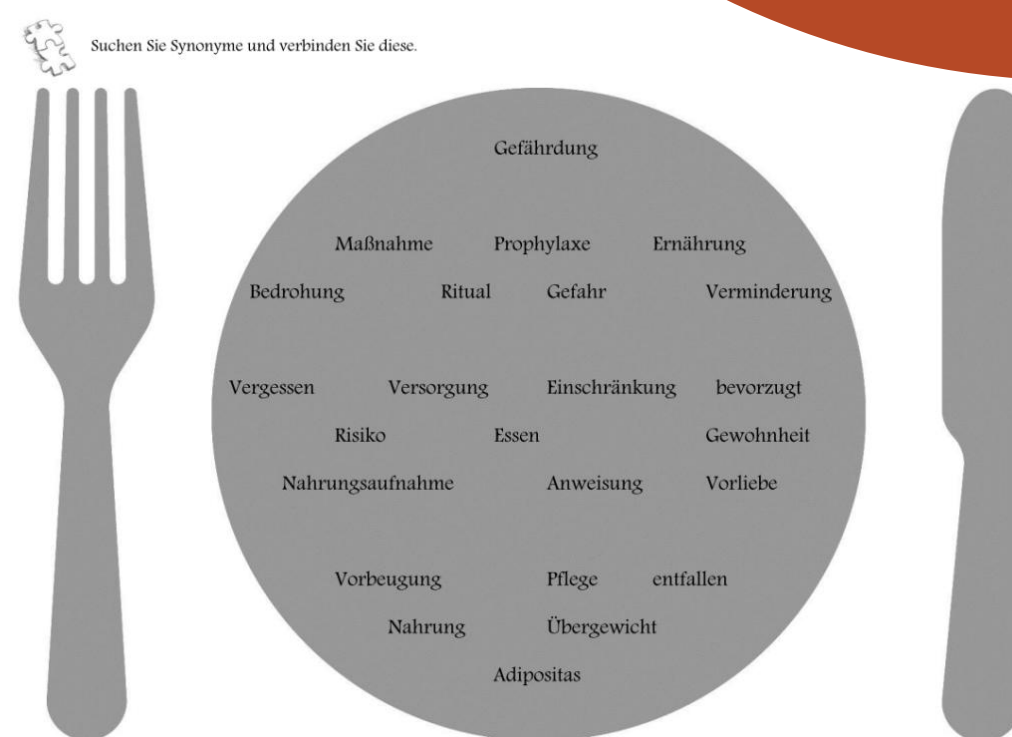 Suchen Sie Synonyme und verbinden Sie diese.
Gefährdung
Maßnahme Prophylaxe Ernährung
Bedrohung Ritual Gefahr Verminderung
Vergessen Versorgung Einschränkung bevorzugt
Risiko Essen Gewohnheit
Nahrungsaufnahme Anweisung Vorliebe
Vorbeugung Pflege entfallen
Nahrung Übergewicht
Adipositas